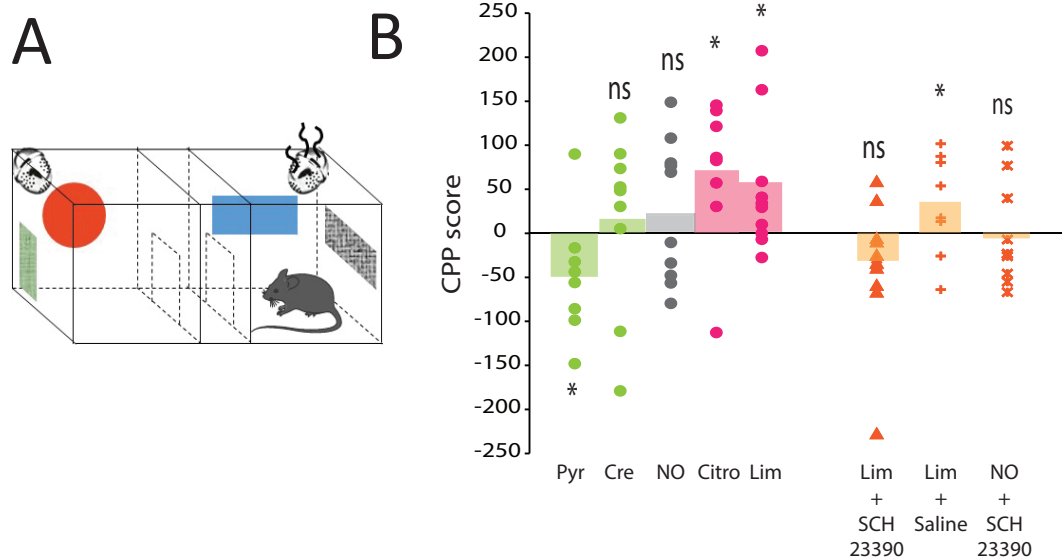 A
B
CPP score
250
200
150
100
50
0
-50
-100
-150
-200
-250
*
ns
ns
*
*
ns
*
ns
Pyr
Cre
NO
Citro
Lim
Lim
+
SCH
23390
Lim
+
Saline
NO
+
SCH
23390